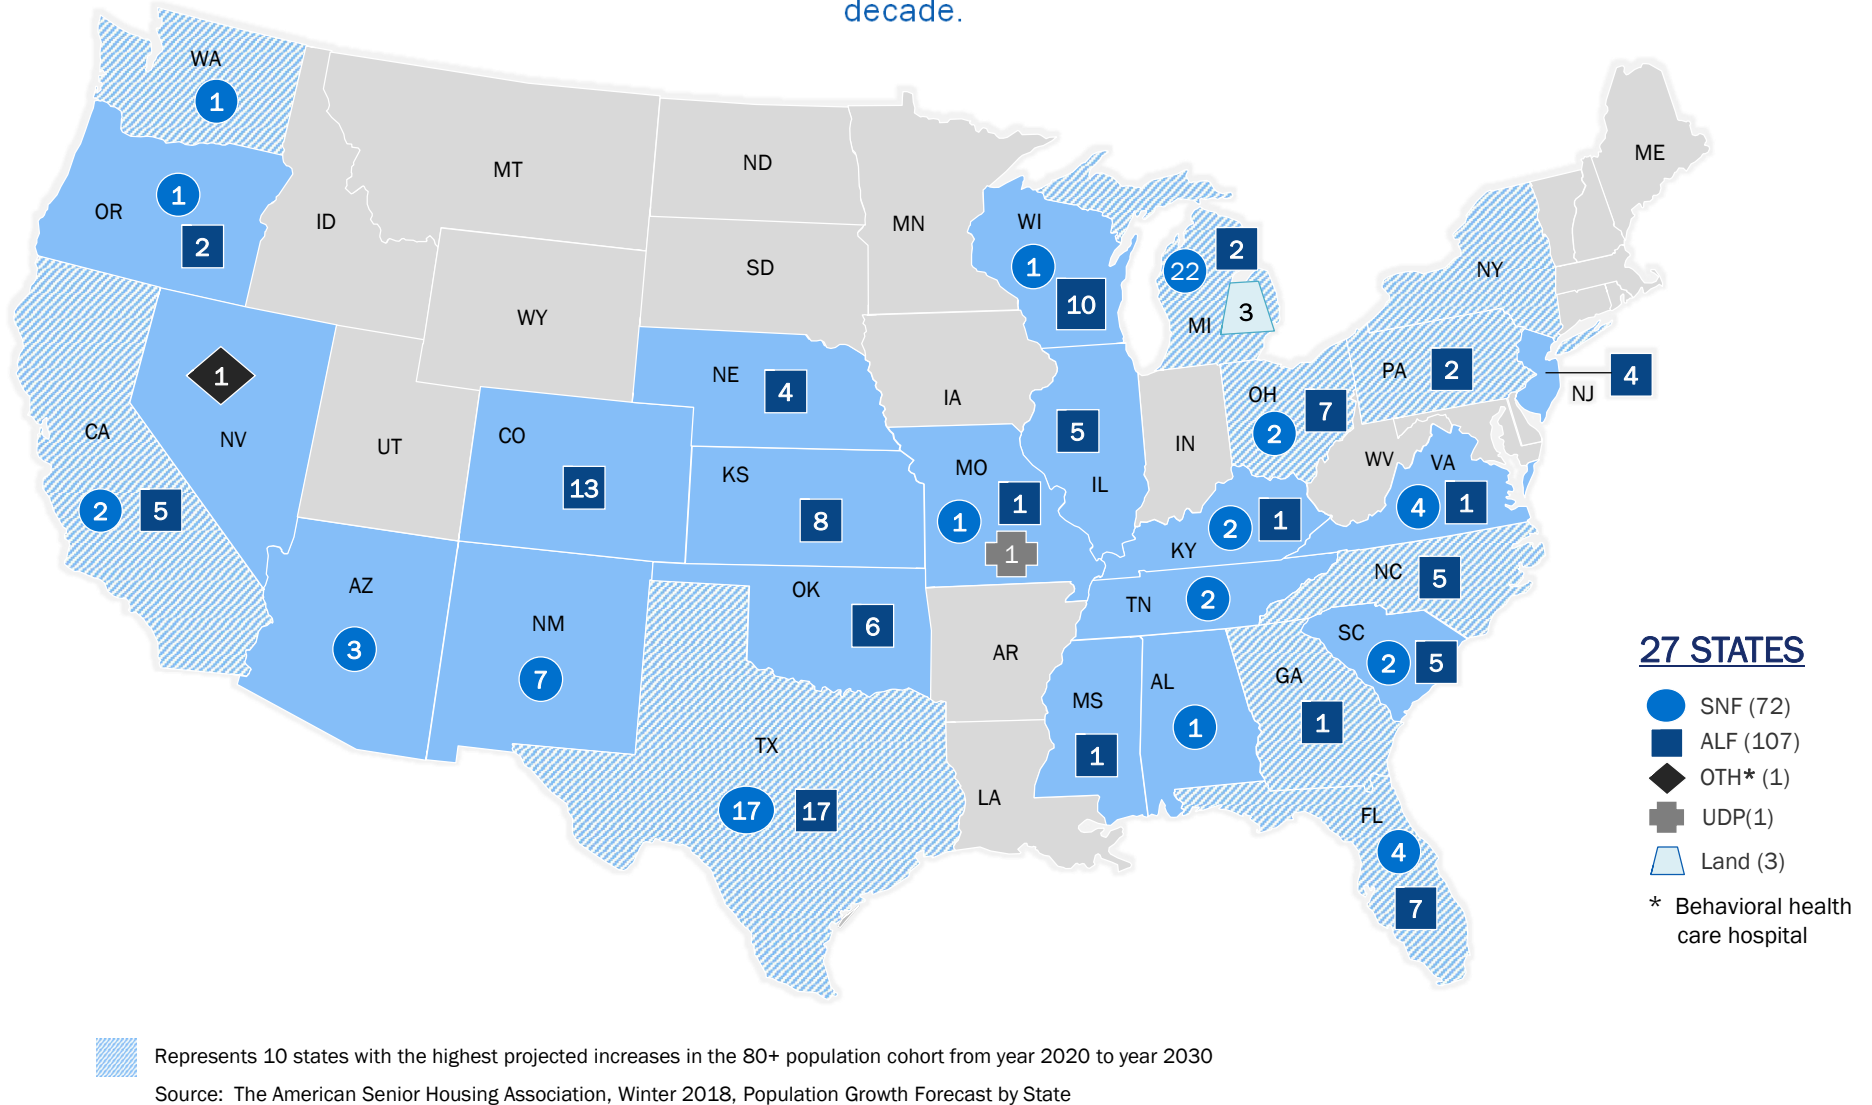 decade.
WA
1
OR
1
2
ID
MT
ND
MN
SD
WY
WI
1
10
MI
22
2
3
NY
ME
NV
1
CA
2
5
UT
CO
13
NE
4
KS
8
IA
MO
1
1
1
IL
5
IN
OH
2
7
PA
2
NJ
4
WV
VA
4
1
KY
2
1
AZ
3
NM
7
OK
6
AR
TN
2
NC
5
SC
2
5
MS
1
AL
1
GA
1
TX
17
17
LA
FL
4
7
27 STATES
SNF (72)
ALF (107)
OTH* (1)
UDP(1)
Land (3)
* Behavioral health
care hospital
Represents 10 states with the highest projected increases in the 80+ population cohort from year 2020 to year 2030
Source: The American Senior Housing Association, Winter 2018, Population Growth Forecast by State